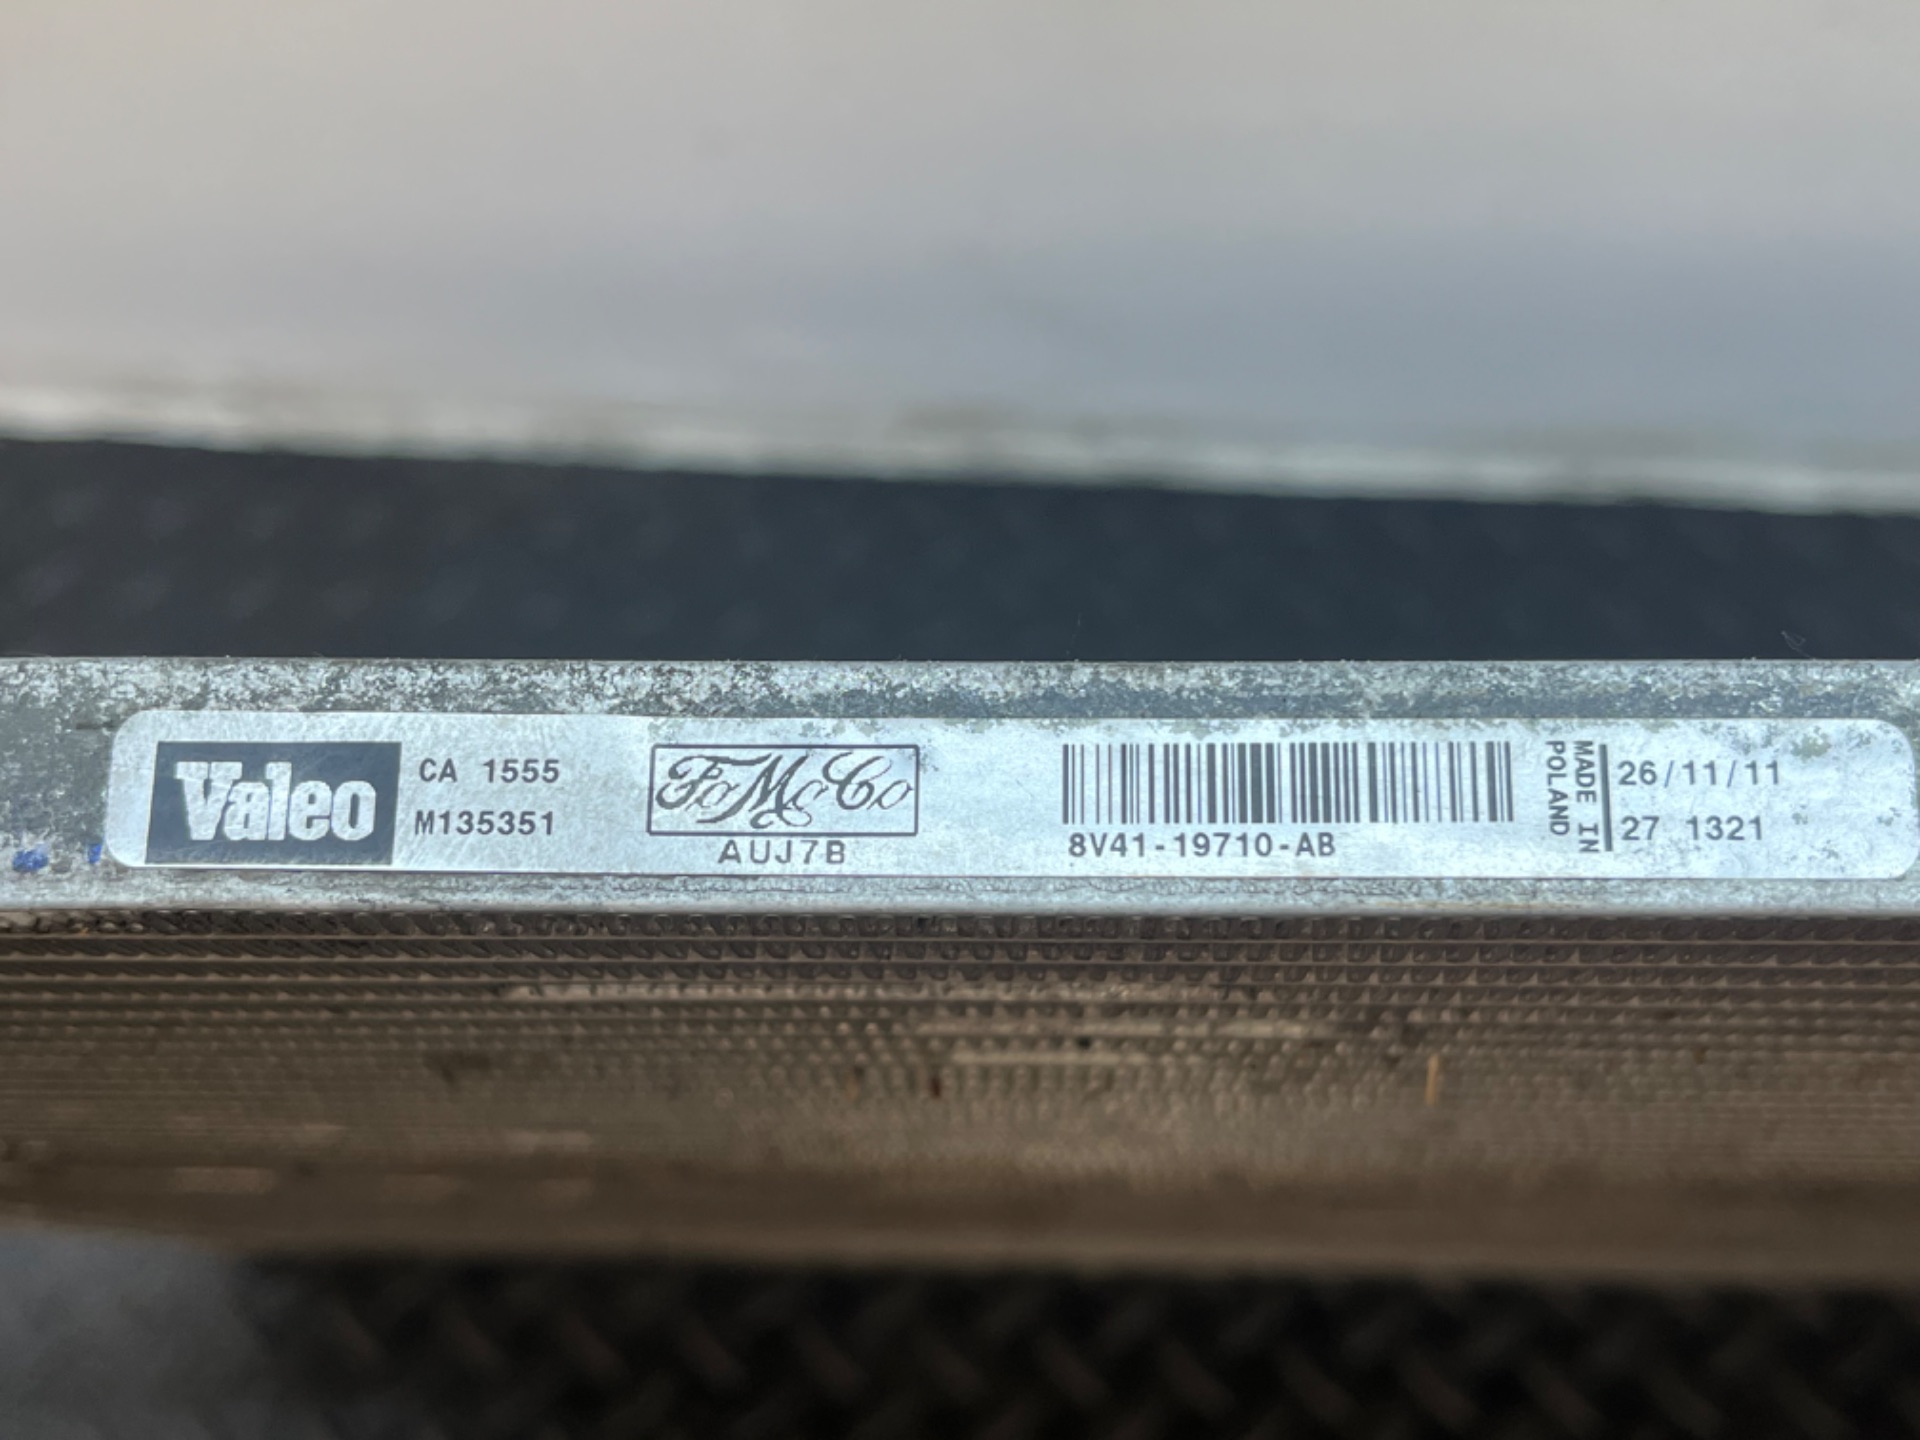 Valeo
CA 1555
M135351
FoMoCo
AUJ7B
8V41-19710-AB
MADE IN
POLAND
26/11/11
27 1321